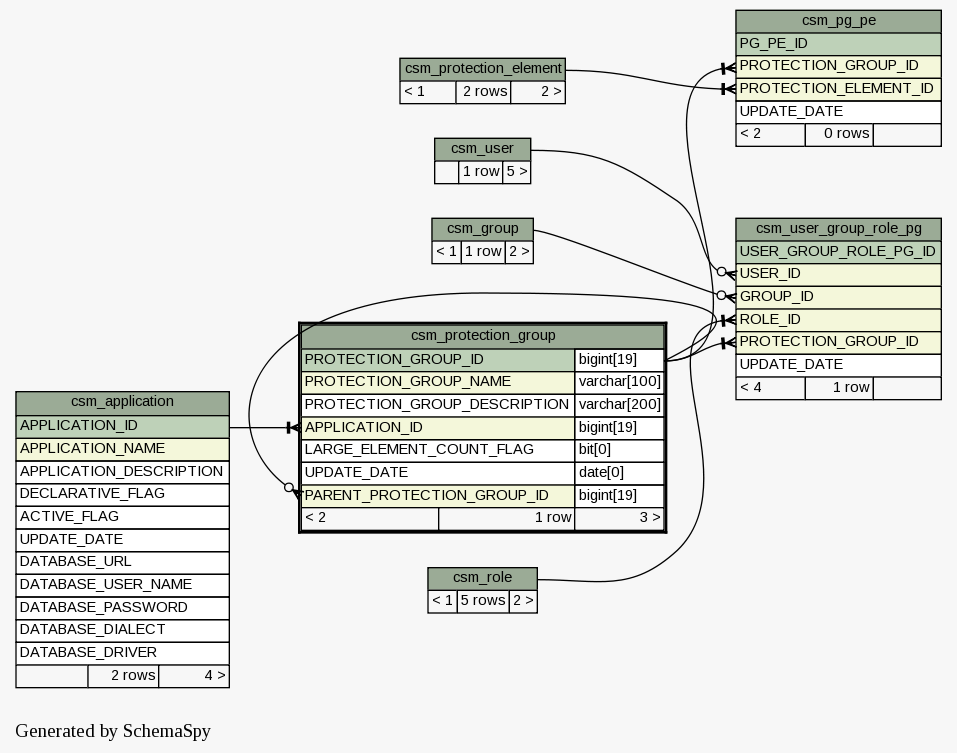 csm_pg_pe
PG_PE_ID
PROTECTION_GROUP_ID
PROTECTION_ELEMENT_ID
UPDATE_DATE
< 2 0 rows
csm_protection_element
< 1 2 rows 2 >
csm_user
1 row 5 >
csm_group
< 1 1 row 2 >
csm_user_group_role_pg
USER_GROUP_ROLE_PG_ID
USER_ID
GROUP_ID
ROLE_ID
PROTECTION_GROUP_ID
UPDATE_DATE
< 4 1 row
csm_protection_group
PROTECTION_GROUP_ID bigint[19]
PROTECTION_GROUP_NAME varchar[100]
PROTECTION_GROUP_DESCRIPTION varchar[200]
APPLICATION_ID bigint[19]
LARGE_ELEMENT_COUNT_FLAG bit[0]
UPDATE_DATE date[0]
PARENT_PROTECTION_GROUP_ID bigint[19]
< 2 1 row 3 >
csm_application
APPLICATION_ID
APPLICATION_NAME
APPLICATION_DESCRIPTION
DECLARATIVE_FLAG
ACTIVE_FLAG
UPDATE_DATE
DATABASE_URL
DATABASE_USER_NAME
DATABASE_PASSWORD
DATABASE_DIALECT
DATABASE_DRIVER
2 rows 4 >
csm_role
< 1 5 rows 2 >
Generated by SchemaSpy